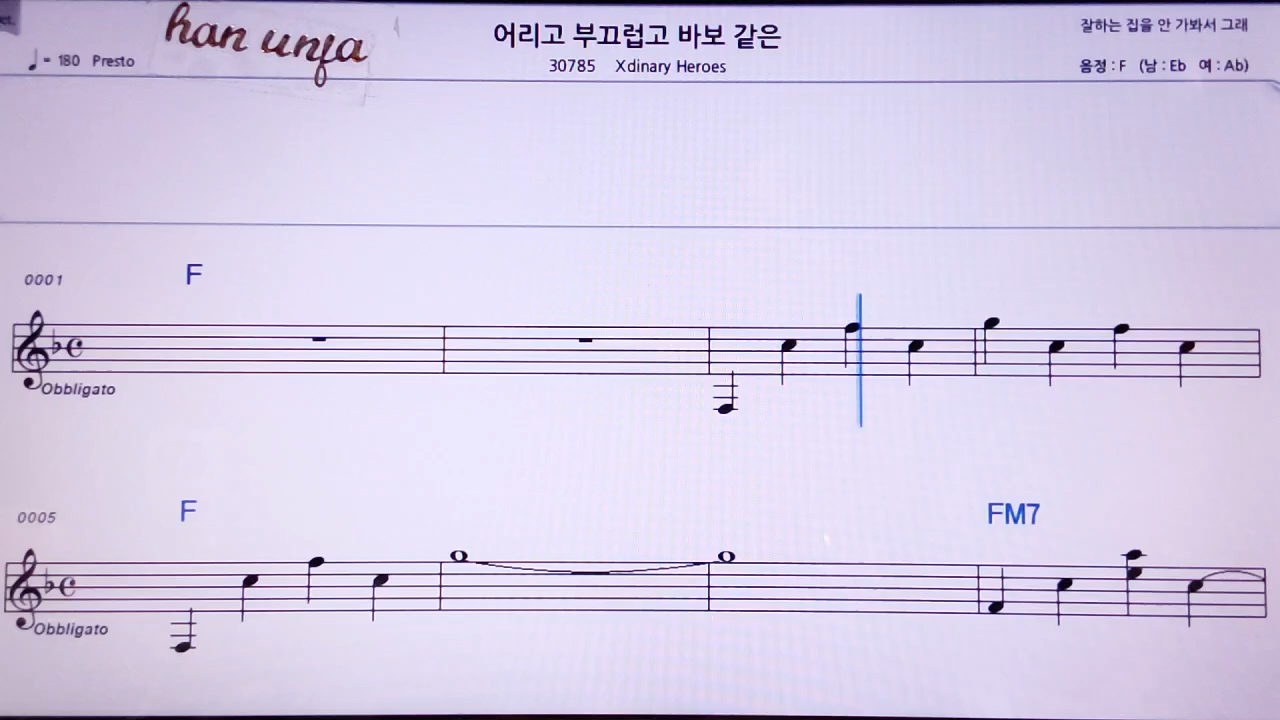 han unfa
어리고 부끄럽고 바보 같은
잘하는 집을 안 가봐서 그래
♩ = 180 Presto
30785 Xdinary Heroes
음정 : F (남 : Eb 여 : Ab)
0001 F
Obbligato
0005 F FM7
Obbligato